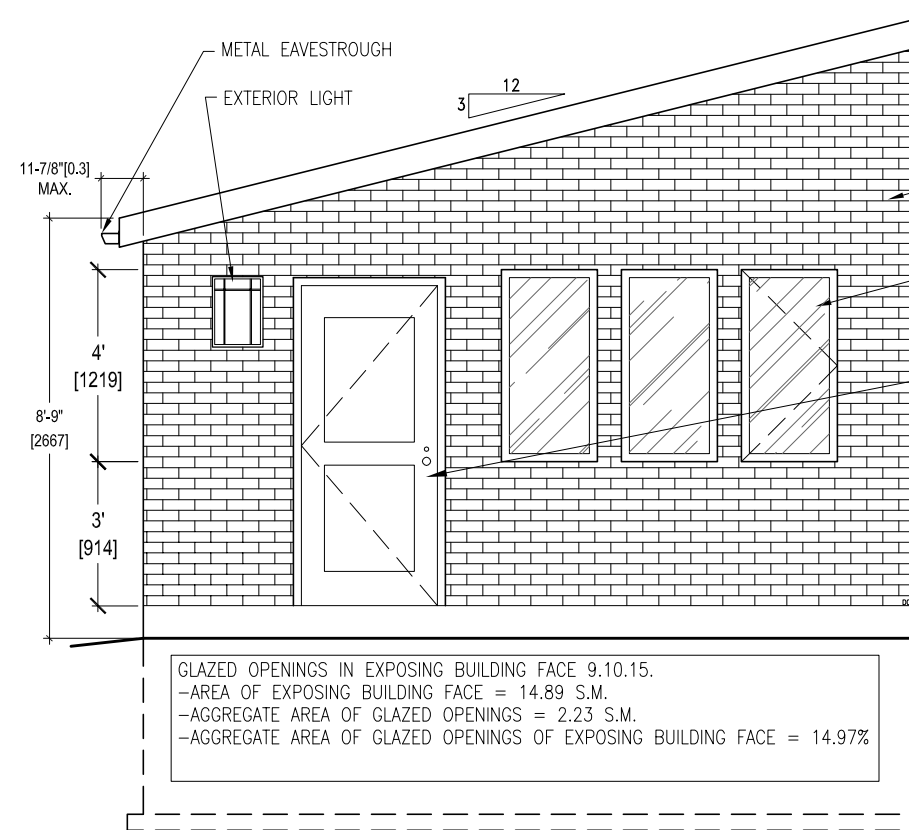 METAL EAVESTROUGH
EXTERIOR LIGHT
12
3
11-7/8"[0.3]
MAX.
4'
[1219]
8'-9"
[2667]
3'
[914]
GLAZED OPENINGS IN EXPOSING BUILDING FACE 9.10.15.
-AREA OF EXPOSING BUILDING FACE = 14.89 S.M.
-AGGREGATE AREA OF GLAZED OPENINGS = 2.23 S.M.
-AGGREGATE AREA OF GLAZED OPENINGS OF EXPOSING BUILDING FACE = 14.97%